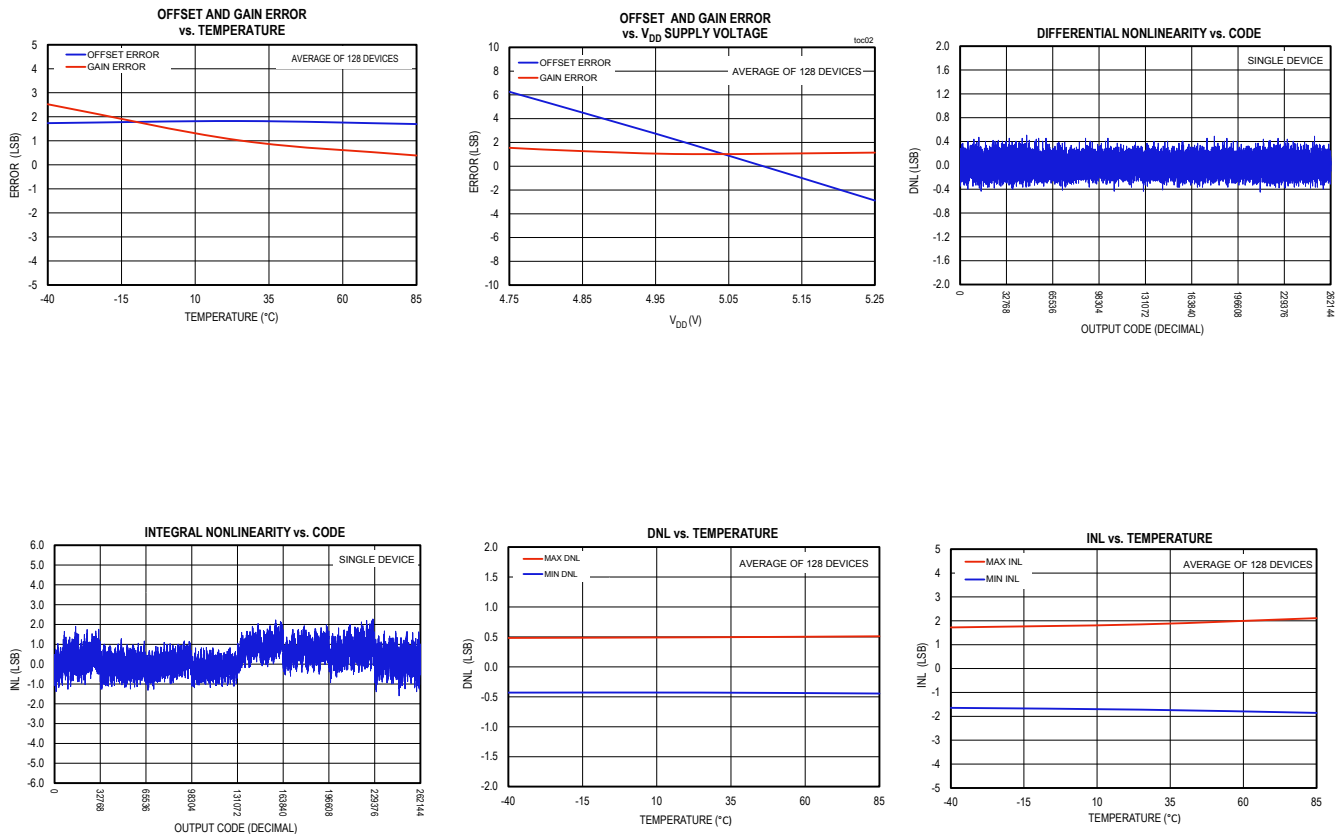 OFFSET AND GAIN ERROR
vs. TEMPERATURE
5
4
3
2
1
0
-1
-2
-3
-4
-5
ERROR (LSB)
OFFSET ERROR
GAIN ERROR
AVERAGE OF 128 DEVICES
-40 -15 10 35 60 85
TEMPERATURE (°C)
OFFSET AND GAIN ERROR
vs. VDD SUPPLY VOLTAGE
toc02
10
8
6
4
2
0
-2
-4
-6
-8
-10
ERROR (LSB)
OFFSET ERROR
GAIN ERROR
AVERAGE OF 128 DEVICES
4.75 4.85 4.95 5.05 5.15 5.25
VDD (V)
DIFFERENTIAL NONLINEARITY vs. CODE
2.0
1.6
1.2
0.8
0.4
0.0
-0.4
-0.8
-1.2
-1.6
-2.0
DNL (LSB)
SINGLE DEVICE
0 32768 65536 98304 131072 163840 196608 229376 262144
OUTPUT CODE (DECIMAL)
INTEGRAL NONLINEARITY vs. CODE
6.0
5.0
4.0
3.0
2.0
1.0
0.0
-1.0
-2.0
-3.0
-4.0
-5.0
-6.0
INL (LSB)
SINGLE DEVICE
0 32768 65536 98304 131072 163840 196608 229376 262144
OUTPUT CODE (DECIMAL)
DNL vs. TEMPERATURE
2.0
1.5
1.0
0.5
0.0
-0.5
-1.0
-1.5
-2.0
DNL (LSB)
MAX DNL
MIN DNL
AVERAGE OF 128 DEVICES
-40 -15 10 35 60 85
TEMPERATURE (°C)
INL vs. TEMPERATURE
5
4
3
2
1
0
-1
-2
-3
-4
-5
INL (LSB)
MAX INL
MIN INL
AVERAGE OF 128 DEVICES
-40 -15 10 35 60 85
TEMPERATURE (°C)